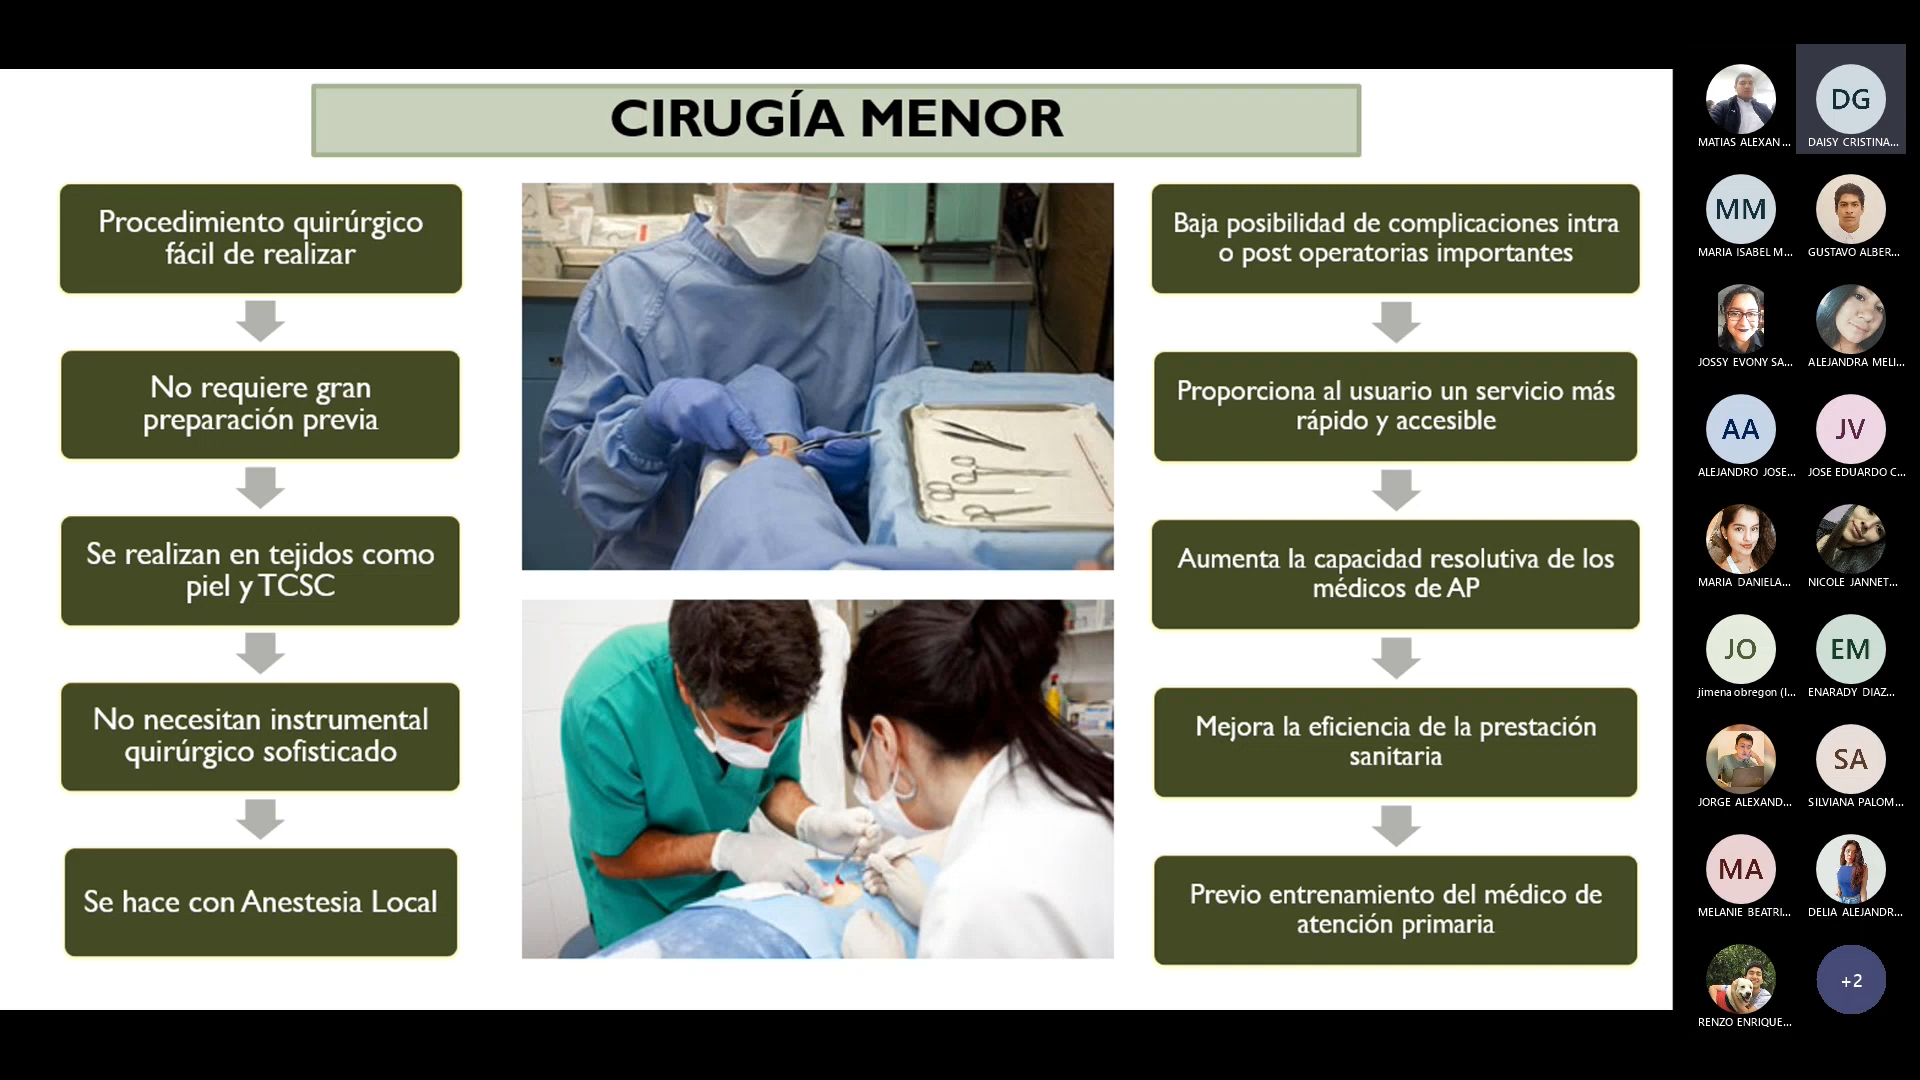 CIRUGÍA MENOR
Procedimiento quirúrgico
fácil de realizar
No requiere gran
preparación previa
Se realizan en tejidos como
piel y TCSC
No necesitan instrumental
quirúrgico sofisticado
Se hace con Anestesia Local
Baja posibilidad de complicaciones intra
o post operatorias importantes
Proporciona al usuario un servicio más
rápido y accesible
Aumenta la capacidad resolutiva de los
médicos de AP
Mejora la eficiencia de la prestación
sanitaria
Previo entrenamiento del médico de
atención primaria
MATIAS ALEXAN...
DG
DAISY CRISTINA...
MM
MARIA ISABEL M...
GUSTAVO ALBER...
JOSSY EVONY SA...
ALEJANDRA MELI...
AA
ALEJANDRO JOSE...
JV
JOSE EDUARDO C...
MARIA DANIELA...
NICOLE JANNET...
JO
jimena obregon (I...
EM
ENARADY DIAZ...
JORGE ALEXAND...
SA
SILVIANA PALOM...
MA
MELANIE BEATRI...
DELIA ALEJANDR...
RENZO ENRIQUE...
+2